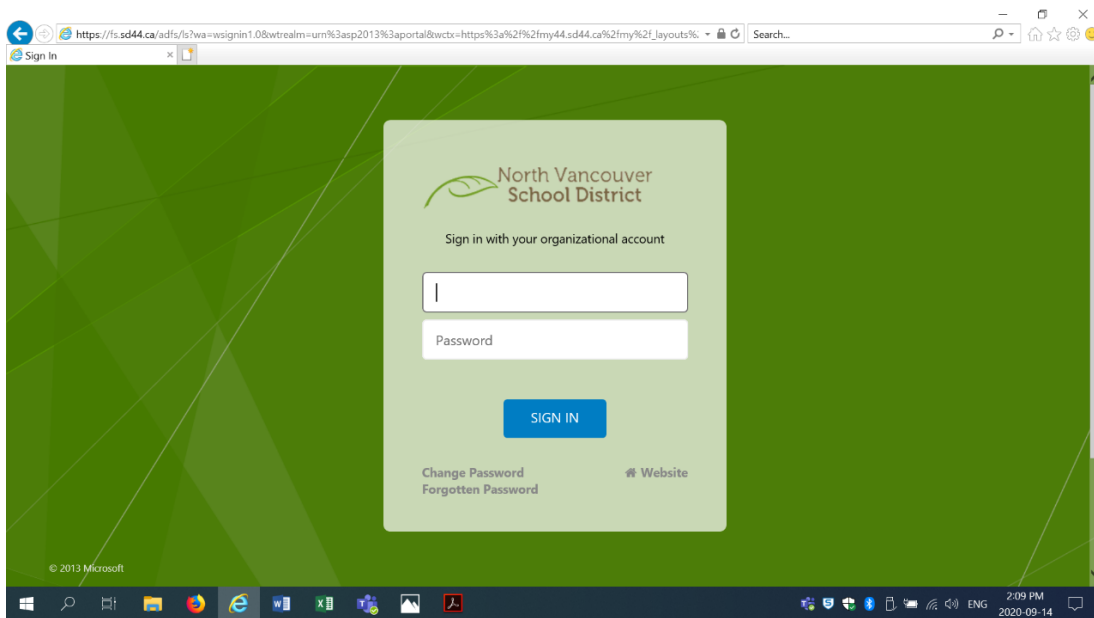 https://fs.sd44.ca/adfs/ls?wa=wsignin1.0&wtrealm=urn%3asp2013%3aportal&wctx=https%3a%2f%2fmy44.sd44.ca%2fmy%2f_layouts%
Search...
Sign In
North Vancouver
School District
Sign in with your organizational account
Password
SIGN IN
Change Password
Website
Forgotten Password
© 2013 Microsoft
ENG
2:09 PM
2020-09-14